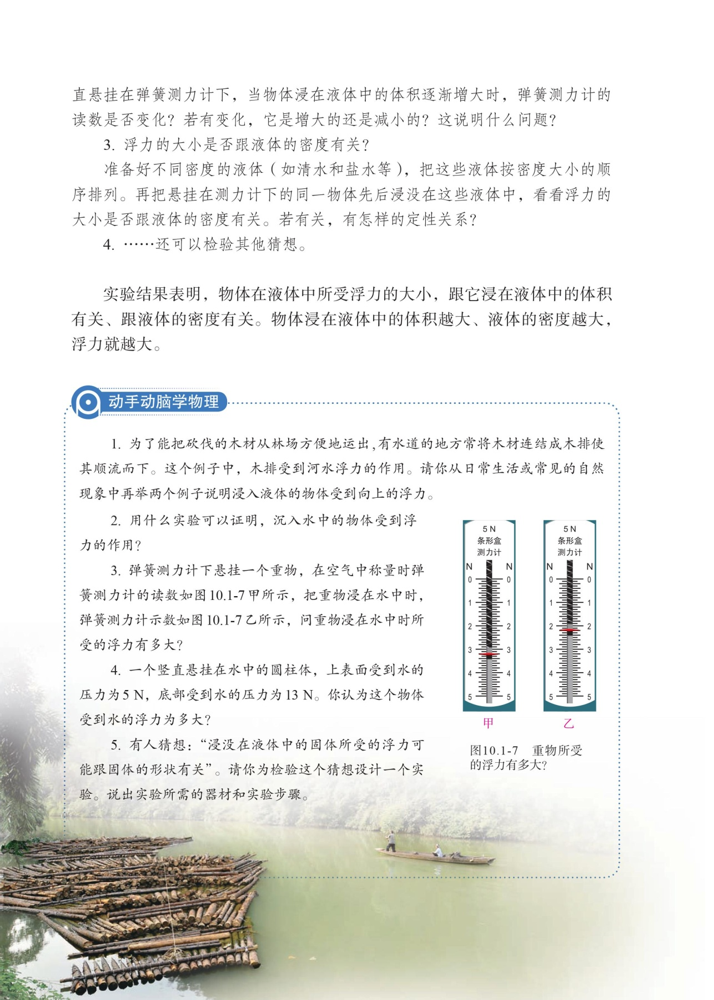 直悬挂在弹簧测力计下，当物体浸在液体中的体积逐渐增大时，弹簧测力计的
读数是否变化？若有变化，它是增大的还是减小的？这说明什么问题？
3. 浮力的大小是否跟液体的密度有关？
准备好不同密度的液体（如清水和盐水等），把这些液体按密度大小的顺
序排列。再把悬挂在测力计下的同一物体先后浸没在这些液体中，看看浮力的
大小是否跟液体的密度有关。若有关，有怎样的定性关系？
4. ……还可以检验其他猜想。
实验结果表明，物体在液体中所受浮力的大小，跟它浸在液体中的体积
有关、跟液体的密度有关。物体浸在液体中的体积越大、液体的密度越大，
浮力就越大。
动手动脑学物理
1. 为了能把砍伐的木材从林场方便地运出，有水道的地方常将木材连结成木排使
其顺流而下。这个例子中，木排受到河水浮力的作用。请你从日常生活或常见的自然
现象中再举两个例子说明浸入液体的物体受到向上的浮力。
2. 用什么实验可以证明，沉入水中的物体受到浮
力的作用？
3. 弹簧测力计下悬挂一个重物，在空气中称量时弹
簧测力计的读数如图10.1-7甲所示，把重物浸在水中时，
弹簧测力计示数如图10.1-7乙所示，问重物浸在水中时所
受的浮力有多大？
4. 一个竖直悬挂在水中的圆柱体，上表面受到水的
压力为5 N，底部受到水的压力为13 N。你认为这个物体
受到水的浮力为多大？
5. 有人猜想：“浸没在液体中的固体所受的浮力可
能跟固体的形状有关”。请你为检验这个猜想设计一个实
验。说出实验所需的器材和实验步骤。
5 N
条形盒
测力计
N N
0 0
1 1
2 2
3 3
4 4
5 5
甲
5 N
条形盒
测力计
N N
0 0
1 1
2 2
3 3
4 4
5 5
乙
图10.1-7 重物所受
的浮力有多大？